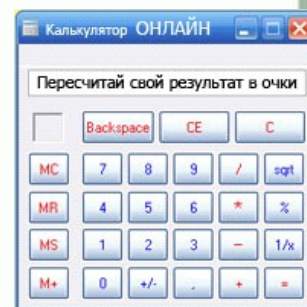 Калькулятор ОНЛАЙН
Пересчитай свой результат в очки
Backspace CE C
MC 7 8 9 / sqrt
MR 4 5 6 * %
MS 1 2 3 − 1/x
M+ 0 +/- , + =